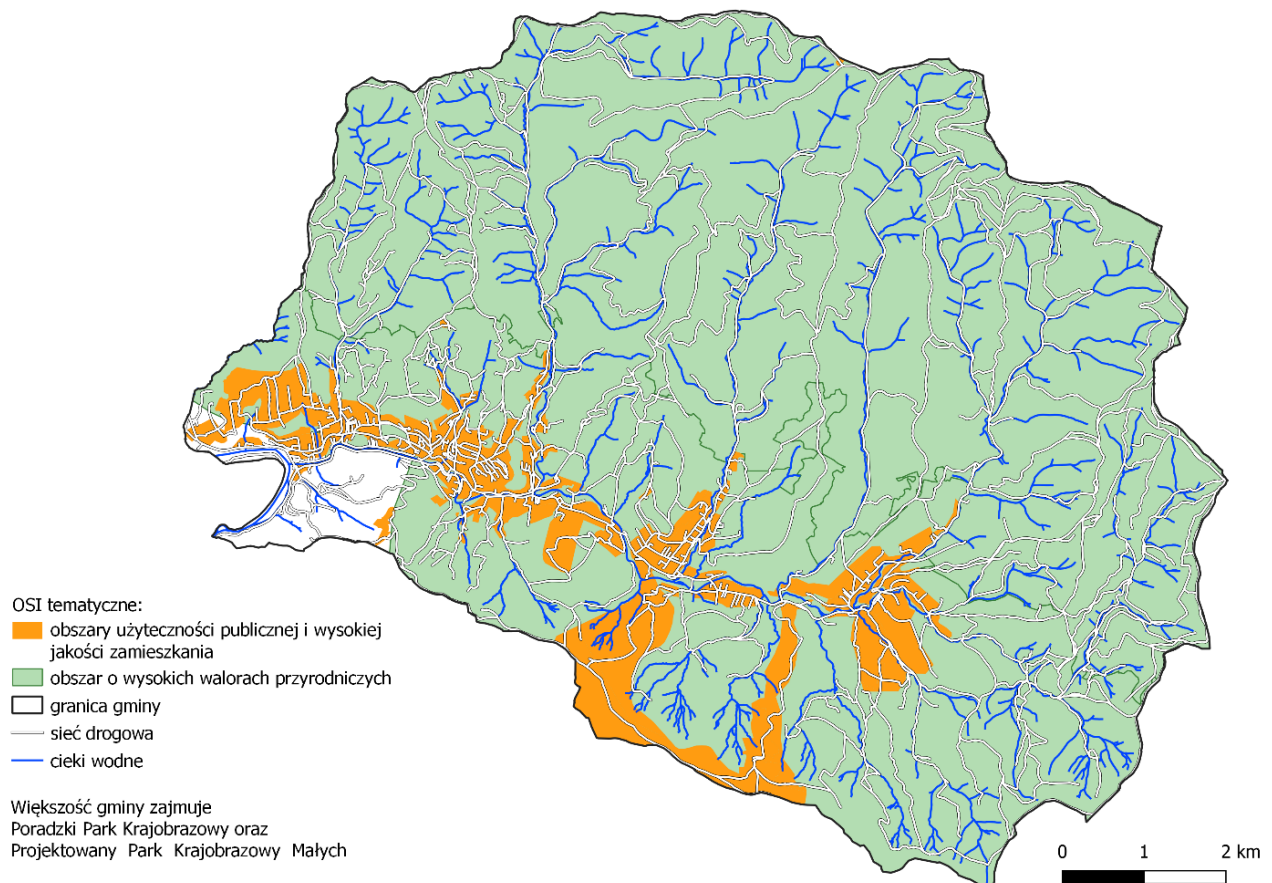 OSI tematyczne:
obszary użyteczności publicznej i wysokiej
jakości zamieszkania
obszar o wysokich walorach przyrodniczych
granica gminy
sieć drogowa
cieki wodne
Większość gminy zajmuje
Poradzki Park Krajobrazowy oraz
Projektowany Park Krajobrazowy Małych
0 1 2 km